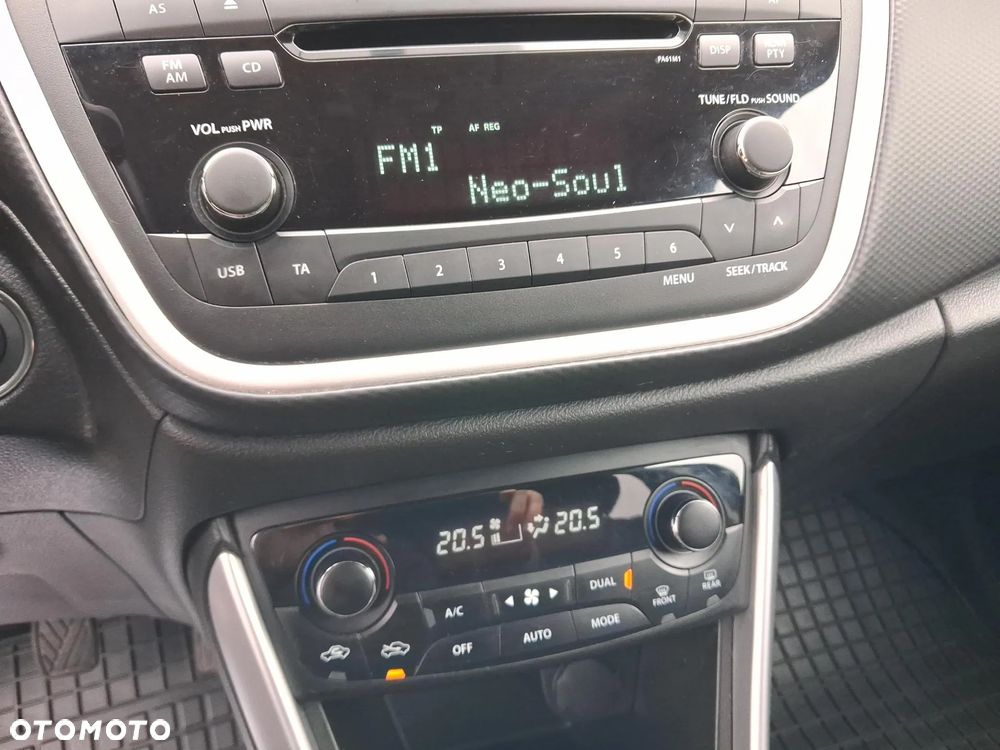 AS
AF
FM
AM
CD
DISP
PTY
PA61M1
VOL PUSH PWR
TP AF REG
TUNE/FLD PUSH SOUND
FM1
Neo-Soul
USB TA 1 2 3 4 5 6
MENU
SEEK/TRACK
20.5 20.5
A/C DUAL FRONT REAR
OFF AUTO MODE
OTOMOTO